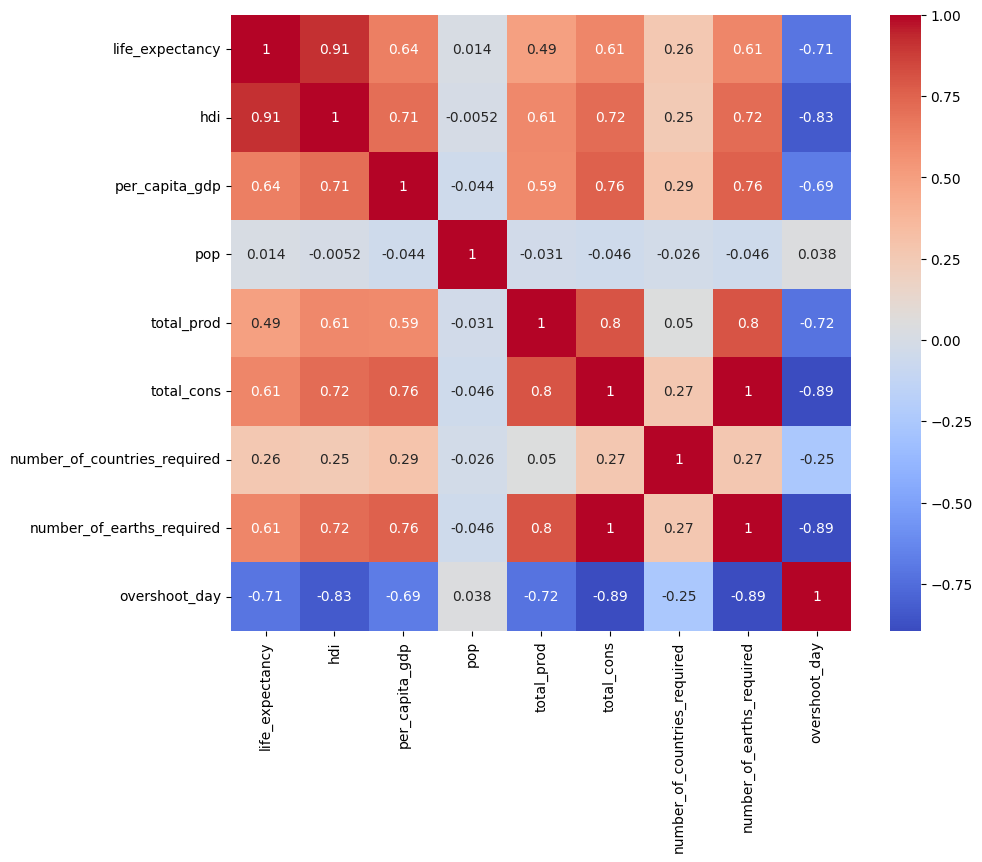 life_expectancy 1 0.91 0.64 0.014 0.49 0.61 0.26 0.61 -0.71
hdi 0.91 1 0.71 -0.0052 0.61 0.72 0.25 0.72 -0.83
per_capita_gdp 0.64 0.71 1 -0.044 0.59 0.76 0.29 0.76 -0.69
pop 0.014 -0.0052 -0.044 1 -0.031 -0.046 -0.026 -0.046 0.038
total_prod 0.49 0.61 0.59 -0.031 1 0.8 0.05 0.8 -0.72
total_cons 0.61 0.72 0.76 -0.046 0.8 1 0.27 1 -0.89
number_of_countries_required 0.26 0.25 0.29 -0.026 0.05 0.27 1 0.27 -0.25
number_of_earths_required 0.61 0.72 0.76 -0.046 0.8 1 0.27 1 -0.89
overshoot_day -0.71 -0.83 -0.69 0.038 -0.72 -0.89 -0.25 -0.89 1
life_expectancy
hdi
per_capita_gdp
pop
total_prod
total_cons
number_of_countries_required
number_of_earths_required
overshoot_day
1.00
0.75
0.50
0.25
0.00
−0.25
−0.50
−0.75